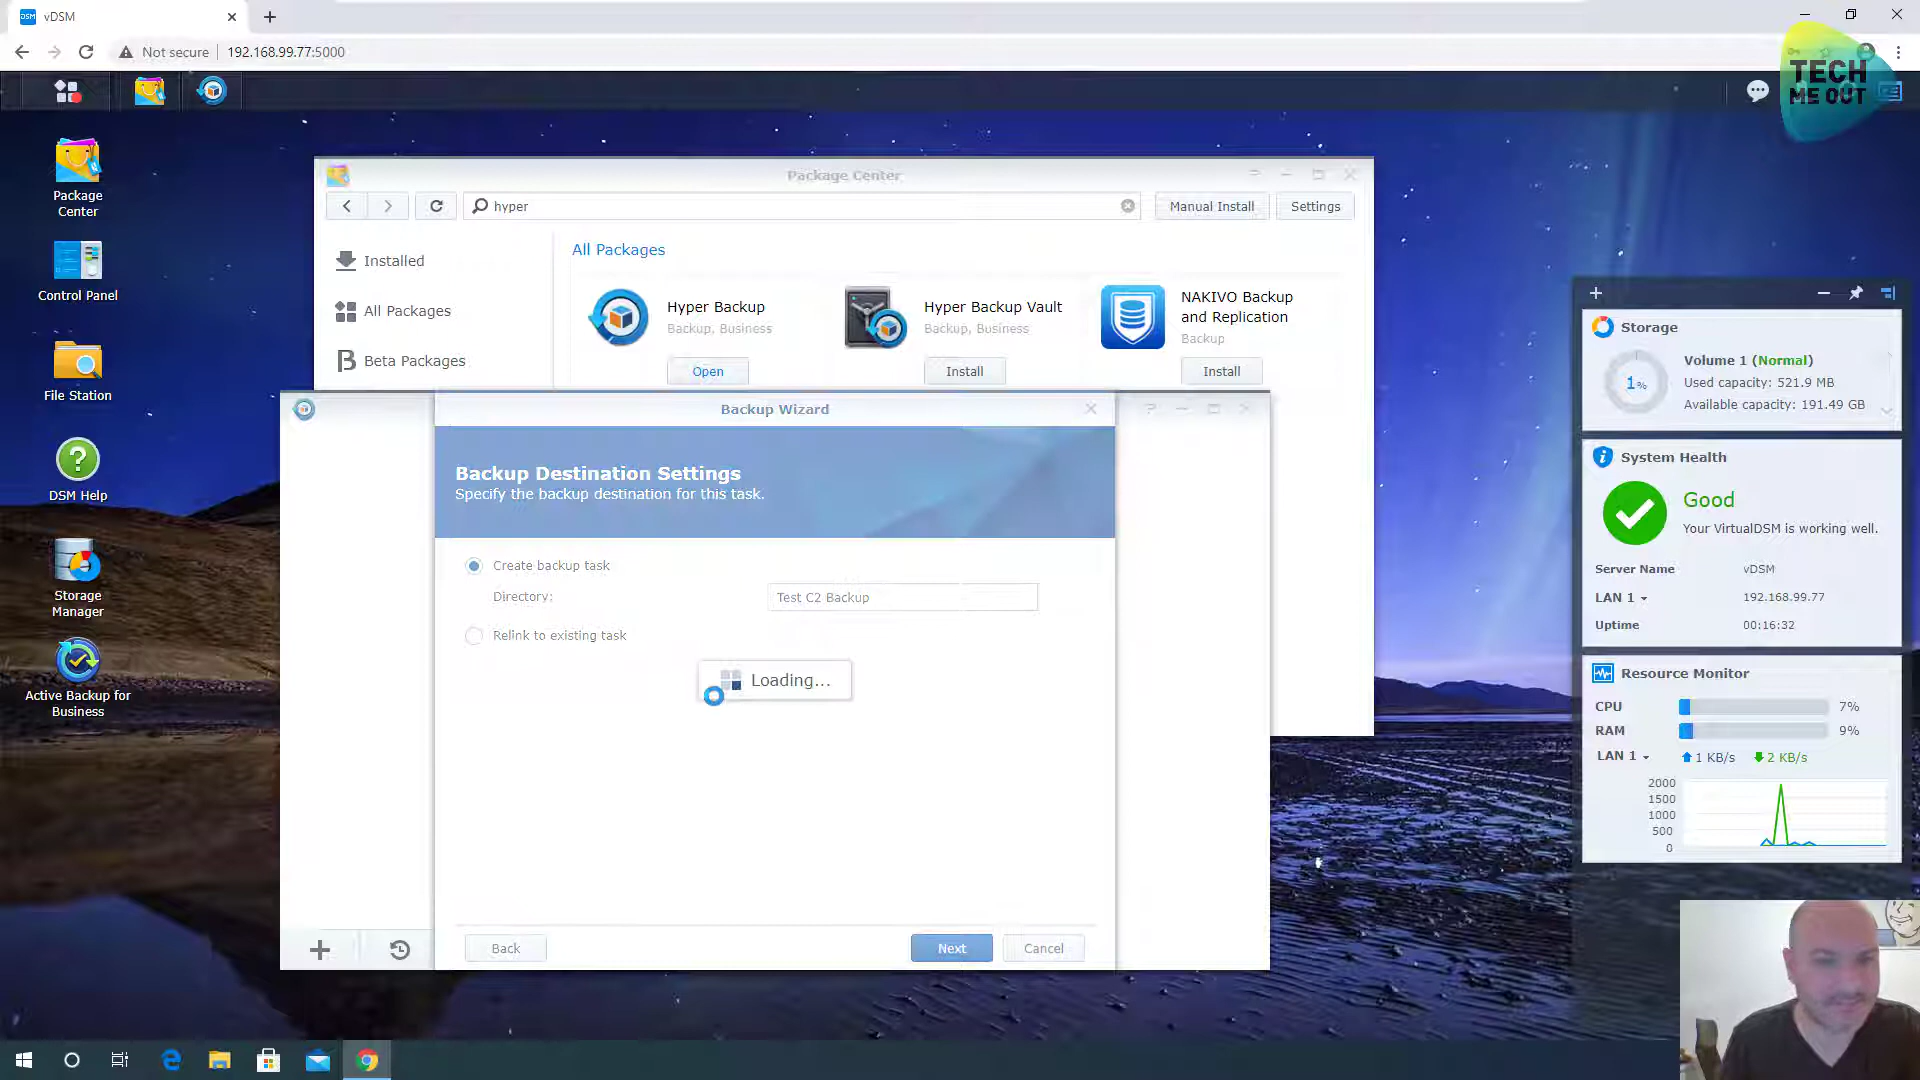 DSM
vDSM
Not secure
192.168.99.77:5000
TECH
ME OUT
Package
Center
Control Panel
File Station
?
DSM Help
Storage
Manager
Active Backup for
Business
Package Center
hyper
Manual Install
Settings
Installed
All Packages
Beta Packages
All Packages
Hyper Backup
Backup, Business
Open
Hyper Backup Vault
Backup, Business
Install
NAKIVO Backup
and Replication
Backup
Install
Backup Wizard
Backup Destination Settings
Specify the backup destination for this task.
Create backup task
Directory:
Test C2 Backup
Relink to existing task
Loading...
Back
Next
Cancel
Storage
1%
Volume 1 (Normal)
Used capacity: 521.9 MB
Available capacity: 191.49 GB
System Health
Good
Your VirtualDSM is working well.
Server Name
vDSM
LAN 1
192.168.99.77
Uptime
00:16:32
Resource Monitor
CPU
7%
RAM
9%
LAN 1
1 KB/s
2 KB/s
2000
1500
1000
500
0